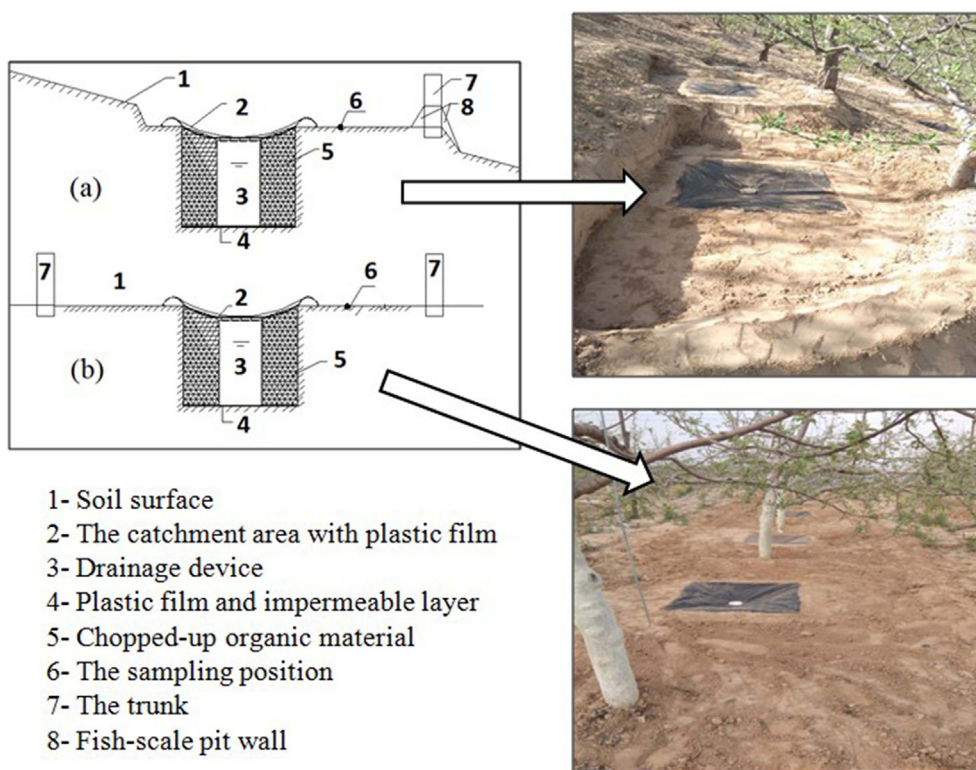 1
2
6
7
8
5
(a)
3
4
7
1
2
6
7
(b)
3
5
4
1- Soil surface
2- The catchment area with plastic film
3- Drainage device
4- Plastic film and impermeable layer
5- Chopped-up organic material
6- The sampling position
7- The trunk
8- Fish-scale pit wall